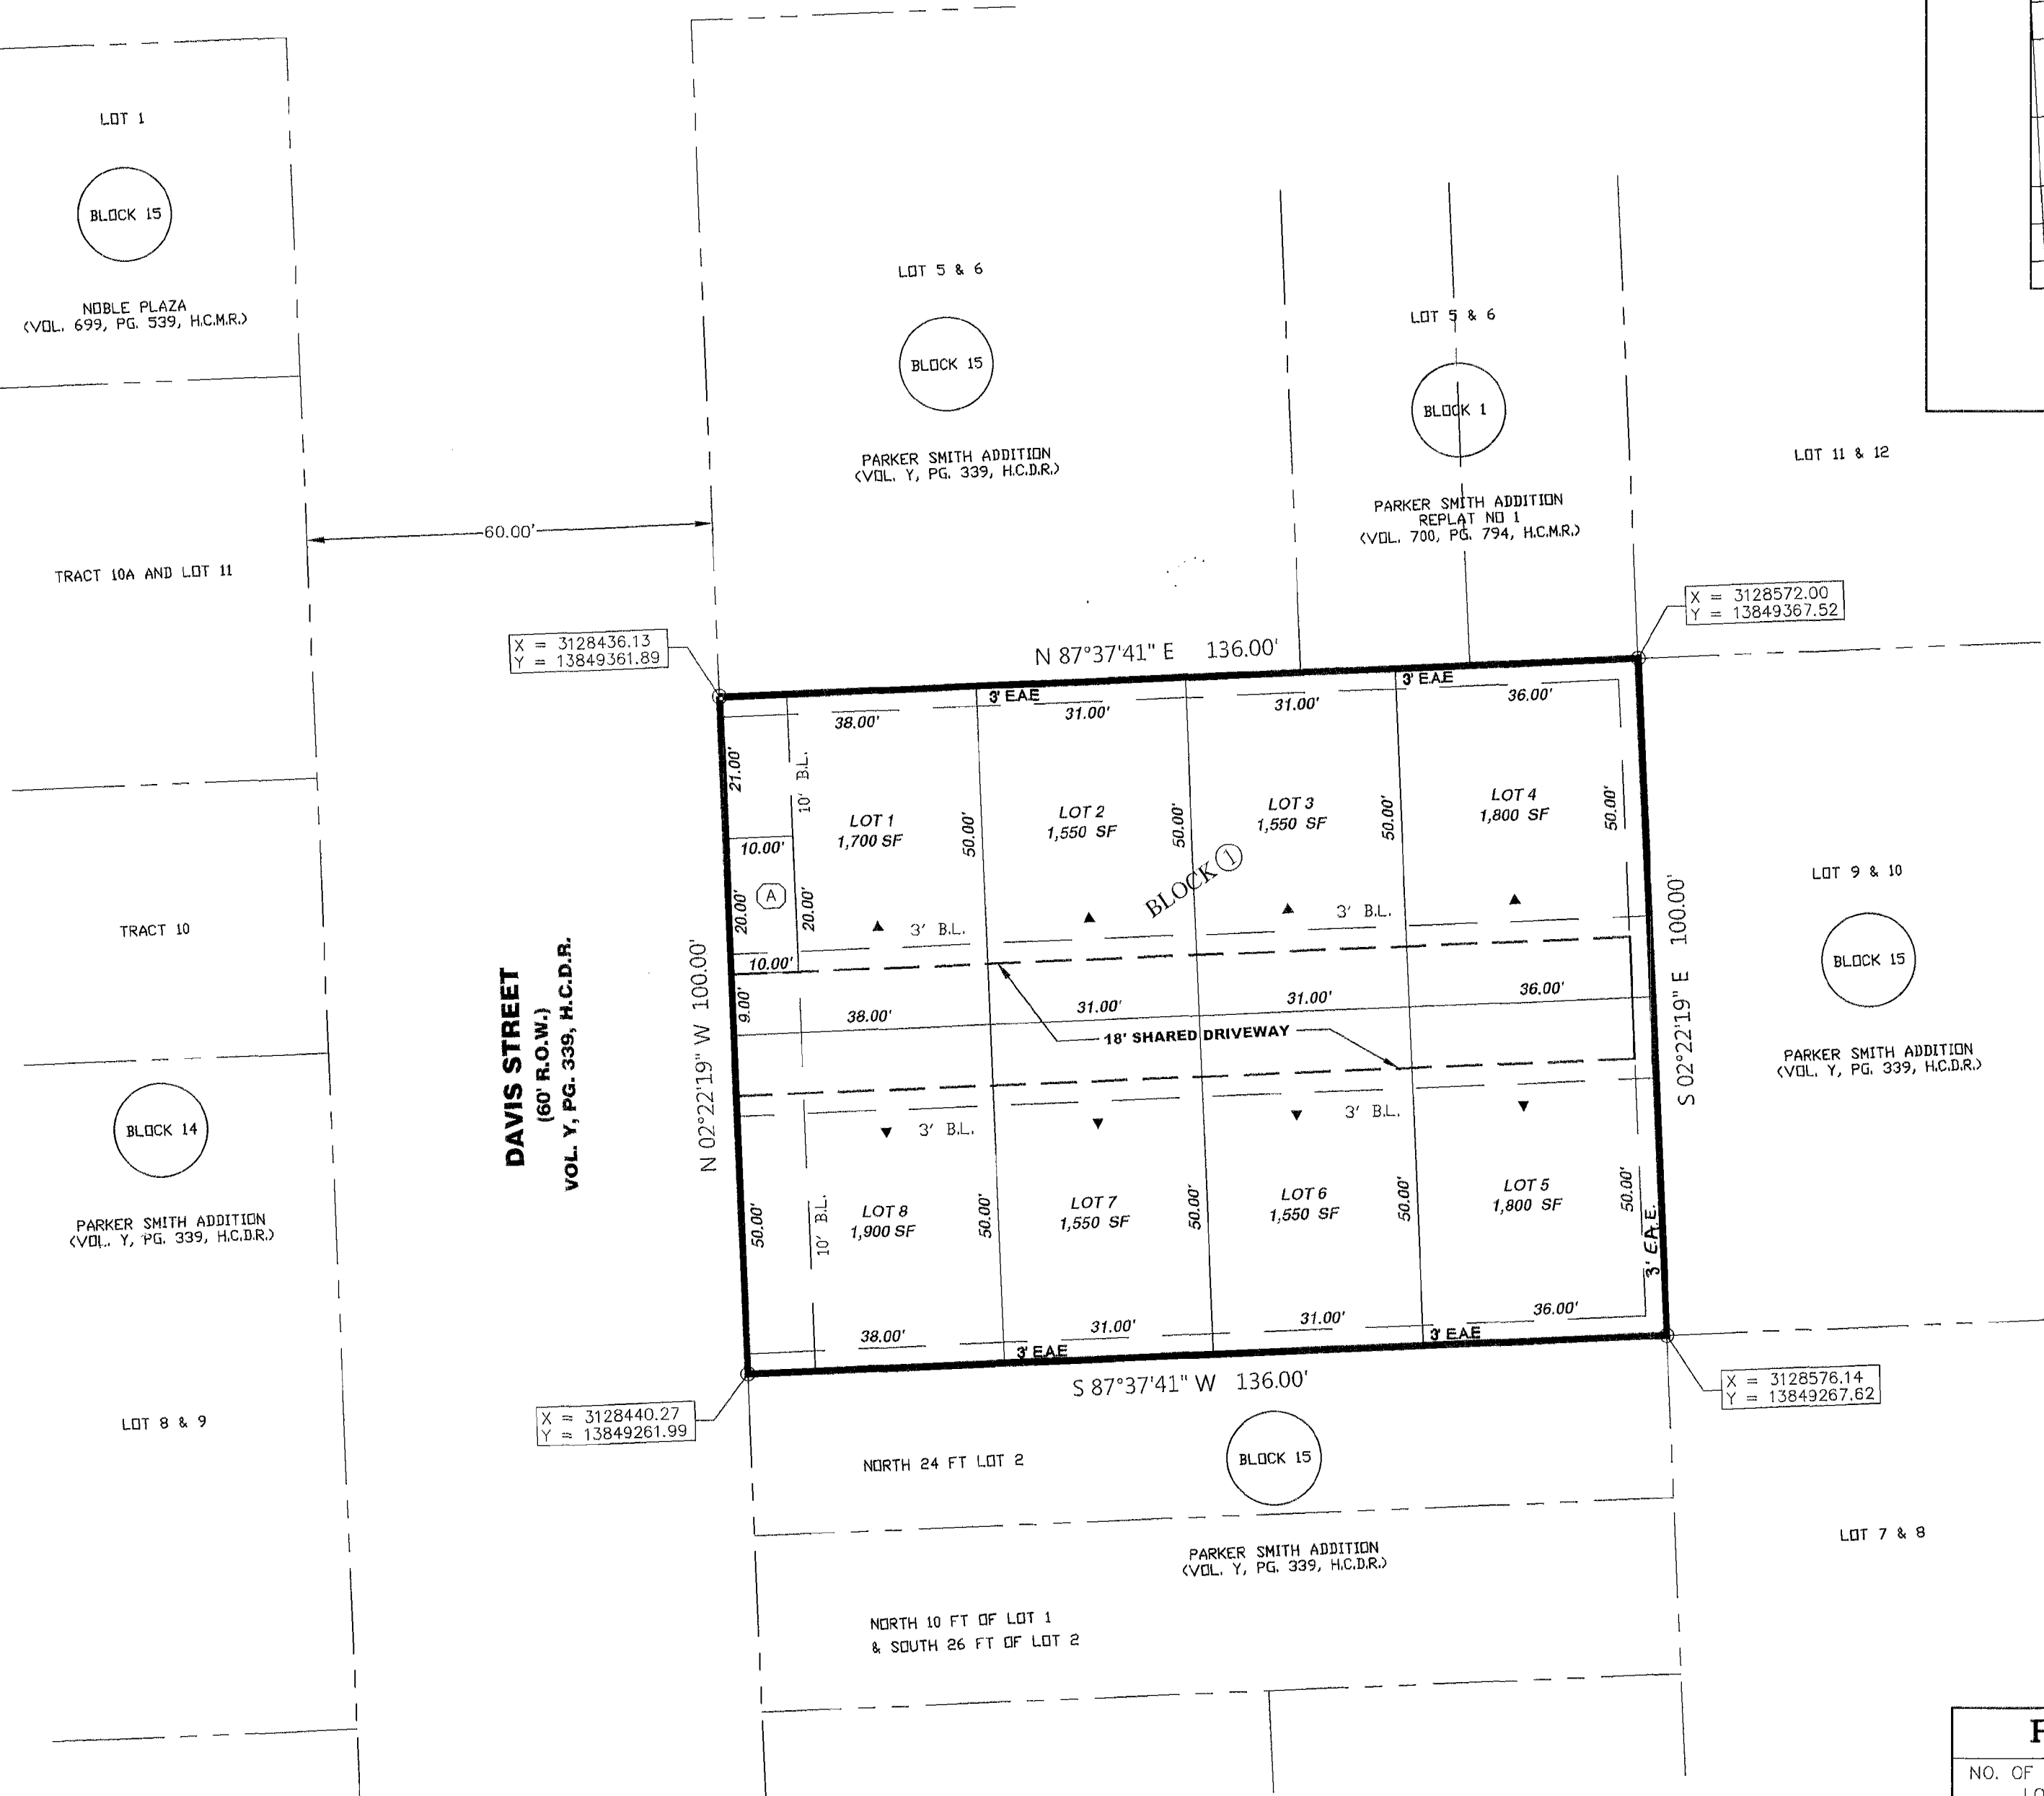 LOT 1
BLOCK 15
NOBLE PLAZA
(VOL. 699, PG. 539, H.C.M.R.)
LOT 5 & 6
BLOCK 15
PARKER SMITH ADDITION
(VOL. Y, PG. 339, H.C.D.R.)
LOT 5 & 6
BLOCK 1
PARKER SMITH ADDITION
REPLAT NO 1
(VOL. 700, PG. 794, H.C.M.R.)
LOT 11 & 12
60.00'
TRACT 10A AND LOT 11
X = 3128436.13
Y = 13849361.89
X = 3128572.00
Y = 13849367.52
N 87°37'41" E 136.00'
3' E.A.E
3' E.A.E
38.00'
31.00'
31.00'
36.00'
21.00'
10' B.L.
LOT 1
1,700 SF
50.00'
LOT 2
1,550 SF
50.00'
LOT 3
1,550 SF
50.00'
LOT 4
1,800 SF
50.00'
10.00'
A
20.00'
20.00'
BLOCK 1
3' B.L.
3' B.L.
10.00'
9.00'
38.00'
31.00'
31.00'
36.00'
18' SHARED DRIVEWAY
3' B.L.
3' B.L.
50.00'
10' B.L.
LOT 8
1,900 SF
50.00'
LOT 7
1,550 SF
50.00'
LOT 6
1,550 SF
50.00'
LOT 5
1,800 SF
50.00'
3' E.A.E.
38.00'
31.00'
31.00'
36.00'
3' E.A.E
3' E.A.E
S 87°37'41" W 136.00'
N 02°22'19" W 100.00'
S 02°22'19" E 100.00'
DAVIS STREET
(60' R.O.W.)
VOL. Y, PG. 339, H.C.D.R.
TRACT 10
BLOCK 14
PARKER SMITH ADDITION
(VOL. Y, PG. 339, H.C.D.R.)
LOT 8 & 9
LOT 9 & 10
BLOCK 15
PARKER SMITH ADDITION
(VOL. Y, PG. 339, H.C.D.R.)
X = 3128440.27
Y = 13849261.99
X = 3128576.14
Y = 13849267.62
NORTH 24 FT LOT 2
BLOCK 15
PARKER SMITH ADDITION
(VOL. Y, PG. 339, H.C.D.R.)
LOT 7 & 8
NORTH 10 FT OF LOT 1
& SOUTH 26 FT OF LOT 2
NO. OF